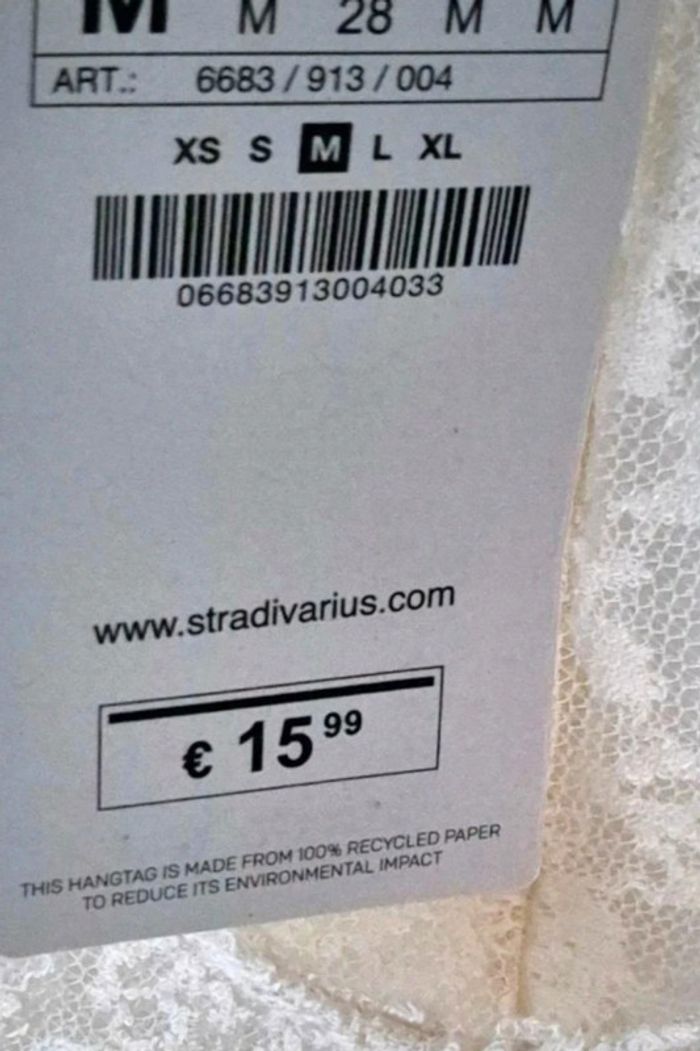 M M 28 M M
ART.: 6683 / 913 / 004
XS S M L XL
06683913004033
www.stradivarius.com
€ 15 99
THIS HANGTAG IS MADE FROM 100% RECYCLED PAPER
TO REDUCE ITS ENVIRONMENTAL IMPACT